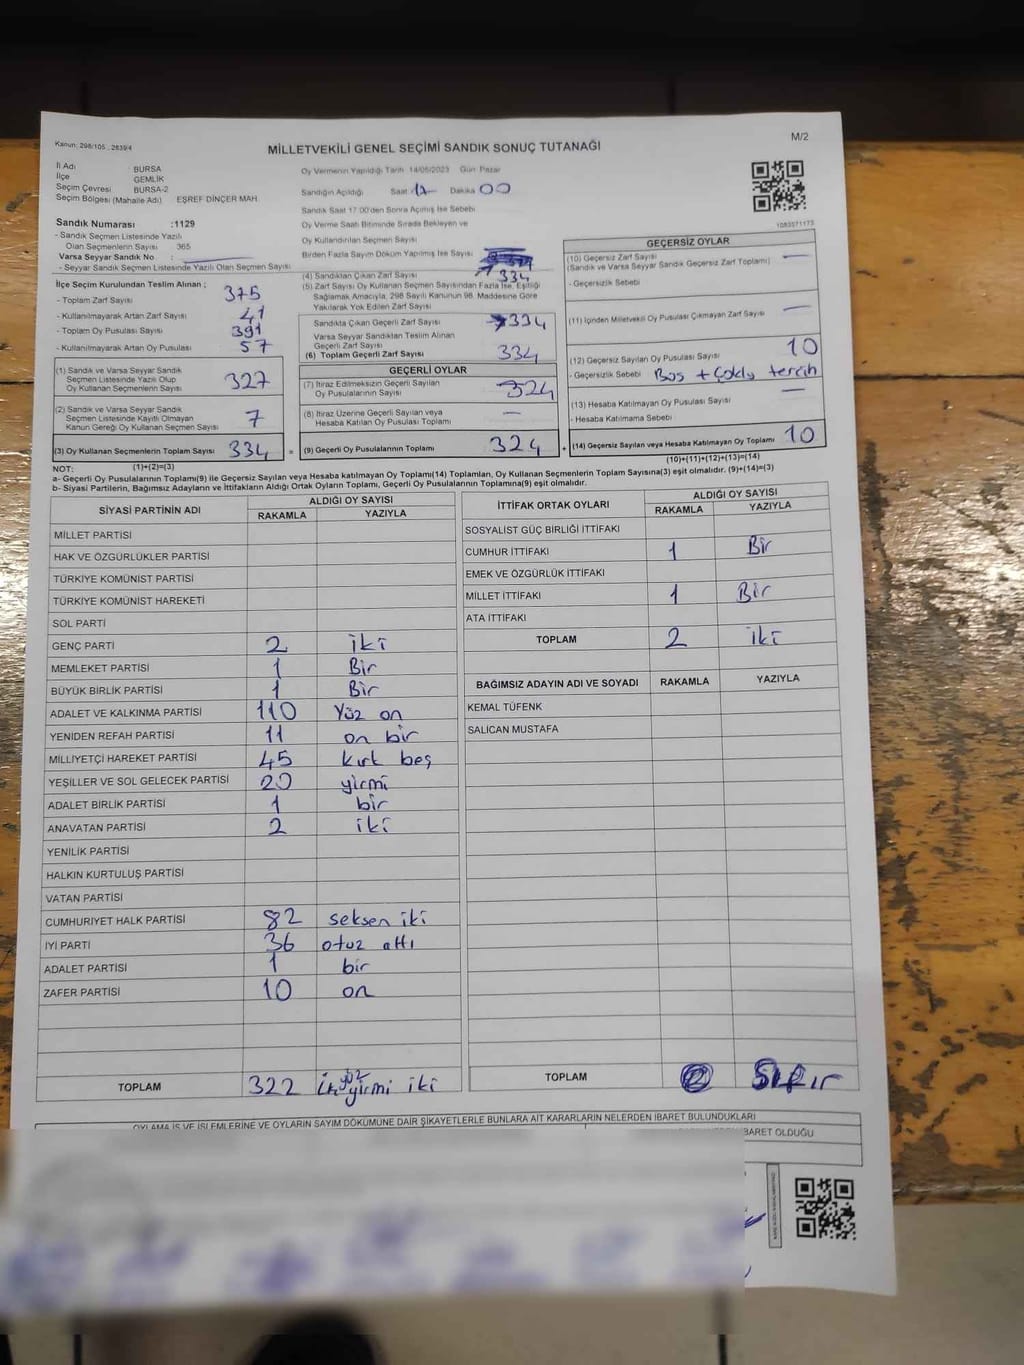 Kanun: 298/105 , 2839/4
M/2
MİLLETVEKİLİ GENEL SEÇİMİ SANDIK SONUÇ TUTANAĞI
İl Adı : BURSA
İlçe GEMLİK
Seçim Çevresi BURSA-2
Seçim Bölgesi (Mahalle Adı) EŞREF DİNÇER MAH.
Sandık Numarası :1129
- Sandık Seçmen Listesinde Yazılı
Olan Seçmenlerin Sayısı 365
Varsa Seyyar Sandık No :
- Seyyar Sandık Seçmen Listesinde Yazılı Olan Seçmen Sayısı
İlçe Seçim Kurulundan Teslim Alınan ;
- Toplam Zarf Sayısı 375
- Kullanılmayarak Artan Zarf Sayısı 41
- Toplam Oy Pusulası Sayısı 391
- Kullanılmayarak Artan Oy Pusulası 57
(1) Sandık ve Varsa Seyyar Sandık
Seçmen Listesinde Yazılı Olup
Oy Kullanan Seçmenlerin Sayısı 327
(2) Sandık ve Varsa Seyyar Sandık
Seçmen Listesinde Kayıtlı Olmayan
Kanun Gereği Oy Kullanan Seçmen Sayısı 7
(3) Oy Kullanan Seçmenlerin Toplam Sayısı 334
(1)+(2)=(3)
Oy Vermenin Yapıldığı Tarih 14/05/2023 Gün Pazar
Sandığın Açıldığı Saat 17 Dakika 00
Sandık Saat 17:00'den Sonra Açılmış İse Sebebi
Oy Verme Saati Bitiminde Sırada Bekleyen ve
Oy Kullandırılan Seçmen Sayısı
Birden Fazla Sayım Döküm Yapılmış İse Sayısı
(4) Sandıktan Çıkan Zarf Sayısı 334
(5) Zarf Sayısı Oy Kullanan Seçmen Sayısından Fazla İse, Eşitliği
Sağlamak Amacıyla, 298 Sayılı Kanunun 98. Maddesine Göre
Yakılarak Yok Edilen Zarf Sayısı
Sandıkta Çıkan Geçerli Zarf Sayısı 334
Varsa Seyyar Sandıktan Teslim Alınan
Geçerli Zarf Sayısı
(6) Toplam Geçerli Zarf Sayısı 334
GEÇERLİ OYLAR
(7) İtiraz Edilmeksizin Geçerli Sayılan
Oy Pusulalarının Sayısı 324
(8) İtiraz Üzerine Geçerli Sayılan veya
Hesaba Katılan Oy Pusulası Toplamı —
= (9) Geçerli Oy Pusulalarının Toplamı 324 +
1083571173
GEÇERSİZ OYLAR
(10) Geçersiz Zarf Sayısı —
(Sandık ve Varsa Seyyar Sandık Geçersiz Zarf Toplamı)
- Geçersizlik Sebebi
(11) İçinden Milletvekili Oy Pusulası Çıkmayan Zarf Sayısı —
(12) Geçersiz Sayılan Oy Pusulası Sayısı 10
- Geçersizlik Sebebi Boş + Çoklu tercih
(13) Hesaba Katılmayan Oy Pusulası Sayısı —
- Hesaba Katılmama Sebebi
(14) Geçersiz Sayılan veya Hesaba Katılmayan Oy Toplamı 10
(10)+(11)+(12)+(13)=(14)
NOT:
a- Geçerli Oy Pusulalarının Toplamı(9) ile Geçersiz Sayılan veya Hesaba katılmayan Oy Toplamı(14) Toplamları, Oy Kullanan Seçmenlerin Toplam Sayısına(3) eşit olmalıdır. (9)+(14)=(3)
b- Siyasi Partilerin, Bağımsız Adayların ve İttifakların Aldığı Ortak Oyların Toplamı, Geçerli Oy Pusulalarının Toplamına(9) eşit olmalıdır.
SİYASİ PARTİNİN ADI ALDIĞI OY SAYISI
RAKAMLA YAZIYLA
MİLLET PARTİSİ
HAK VE ÖZGÜRLÜKLER PARTİSİ
TÜRKİYE KOMÜNİST PARTİSİ
TÜRKİYE KOMÜNİST HAREKETİ
SOL PARTİ
GENÇ PARTİ 2 iki
MEMLEKET PARTİSİ 1 Bir
BÜYÜK BİRLİK PARTİSİ 1 Bir
ADALET VE KALKINMA PARTİSİ 110 Yüz on
YENİDEN REFAH PARTİSİ 11 on bir
MİLLİYETÇİ HAREKET PARTİSİ 45 kırk beş
YEŞİLLER VE SOL GELECEK PARTİSİ 20 yirmi
ADALET BİRLİK PARTİSİ 1 bir
ANAVATAN PARTİSİ 2 iki
YENİLİK PARTİSİ
HALKIN KURTULUŞ PARTİSİ
VATAN PARTİSİ
CUMHURİYET HALK PARTİSİ 82 seksen iki
İYİ PARTİ 36 otuz altı
ADALET PARTİSİ 1 bir
ZAFER PARTİSİ 10 on
TOPLAM 322 İki yüz yirmi iki
İTTİFAK ORTAK OYLARI ALDIĞI OY SAYISI
RAKAMLA YAZIYLA
SOSYALİST GÜÇ BİRLİĞİ İTTİFAKI
CUMHUR İTTİFAKI 1 Bir
EMEK VE ÖZGÜRLÜK İTTİFAKI
MİLLET İTTİFAKI 1 Bir
ATA İTTİFAKI
TOPLAM 2 iki
BAĞIMSIZ ADAYIN ADI VE SOYADI RAKAMLA YAZIYLA
KEMAL TÜFENK
SALİCAN MUSTAFA
TOPLAM Sıfır
OYLAMA İŞ VE İŞLEMLERİNE VE OYLARIN SAYIM DÖKÜMÜNE DAİR ŞİKAYETLERLE BUNLARA AİT KARARLARIN NELERDEN İBARET BULUNDUKLARI
BARET OLDUĞU